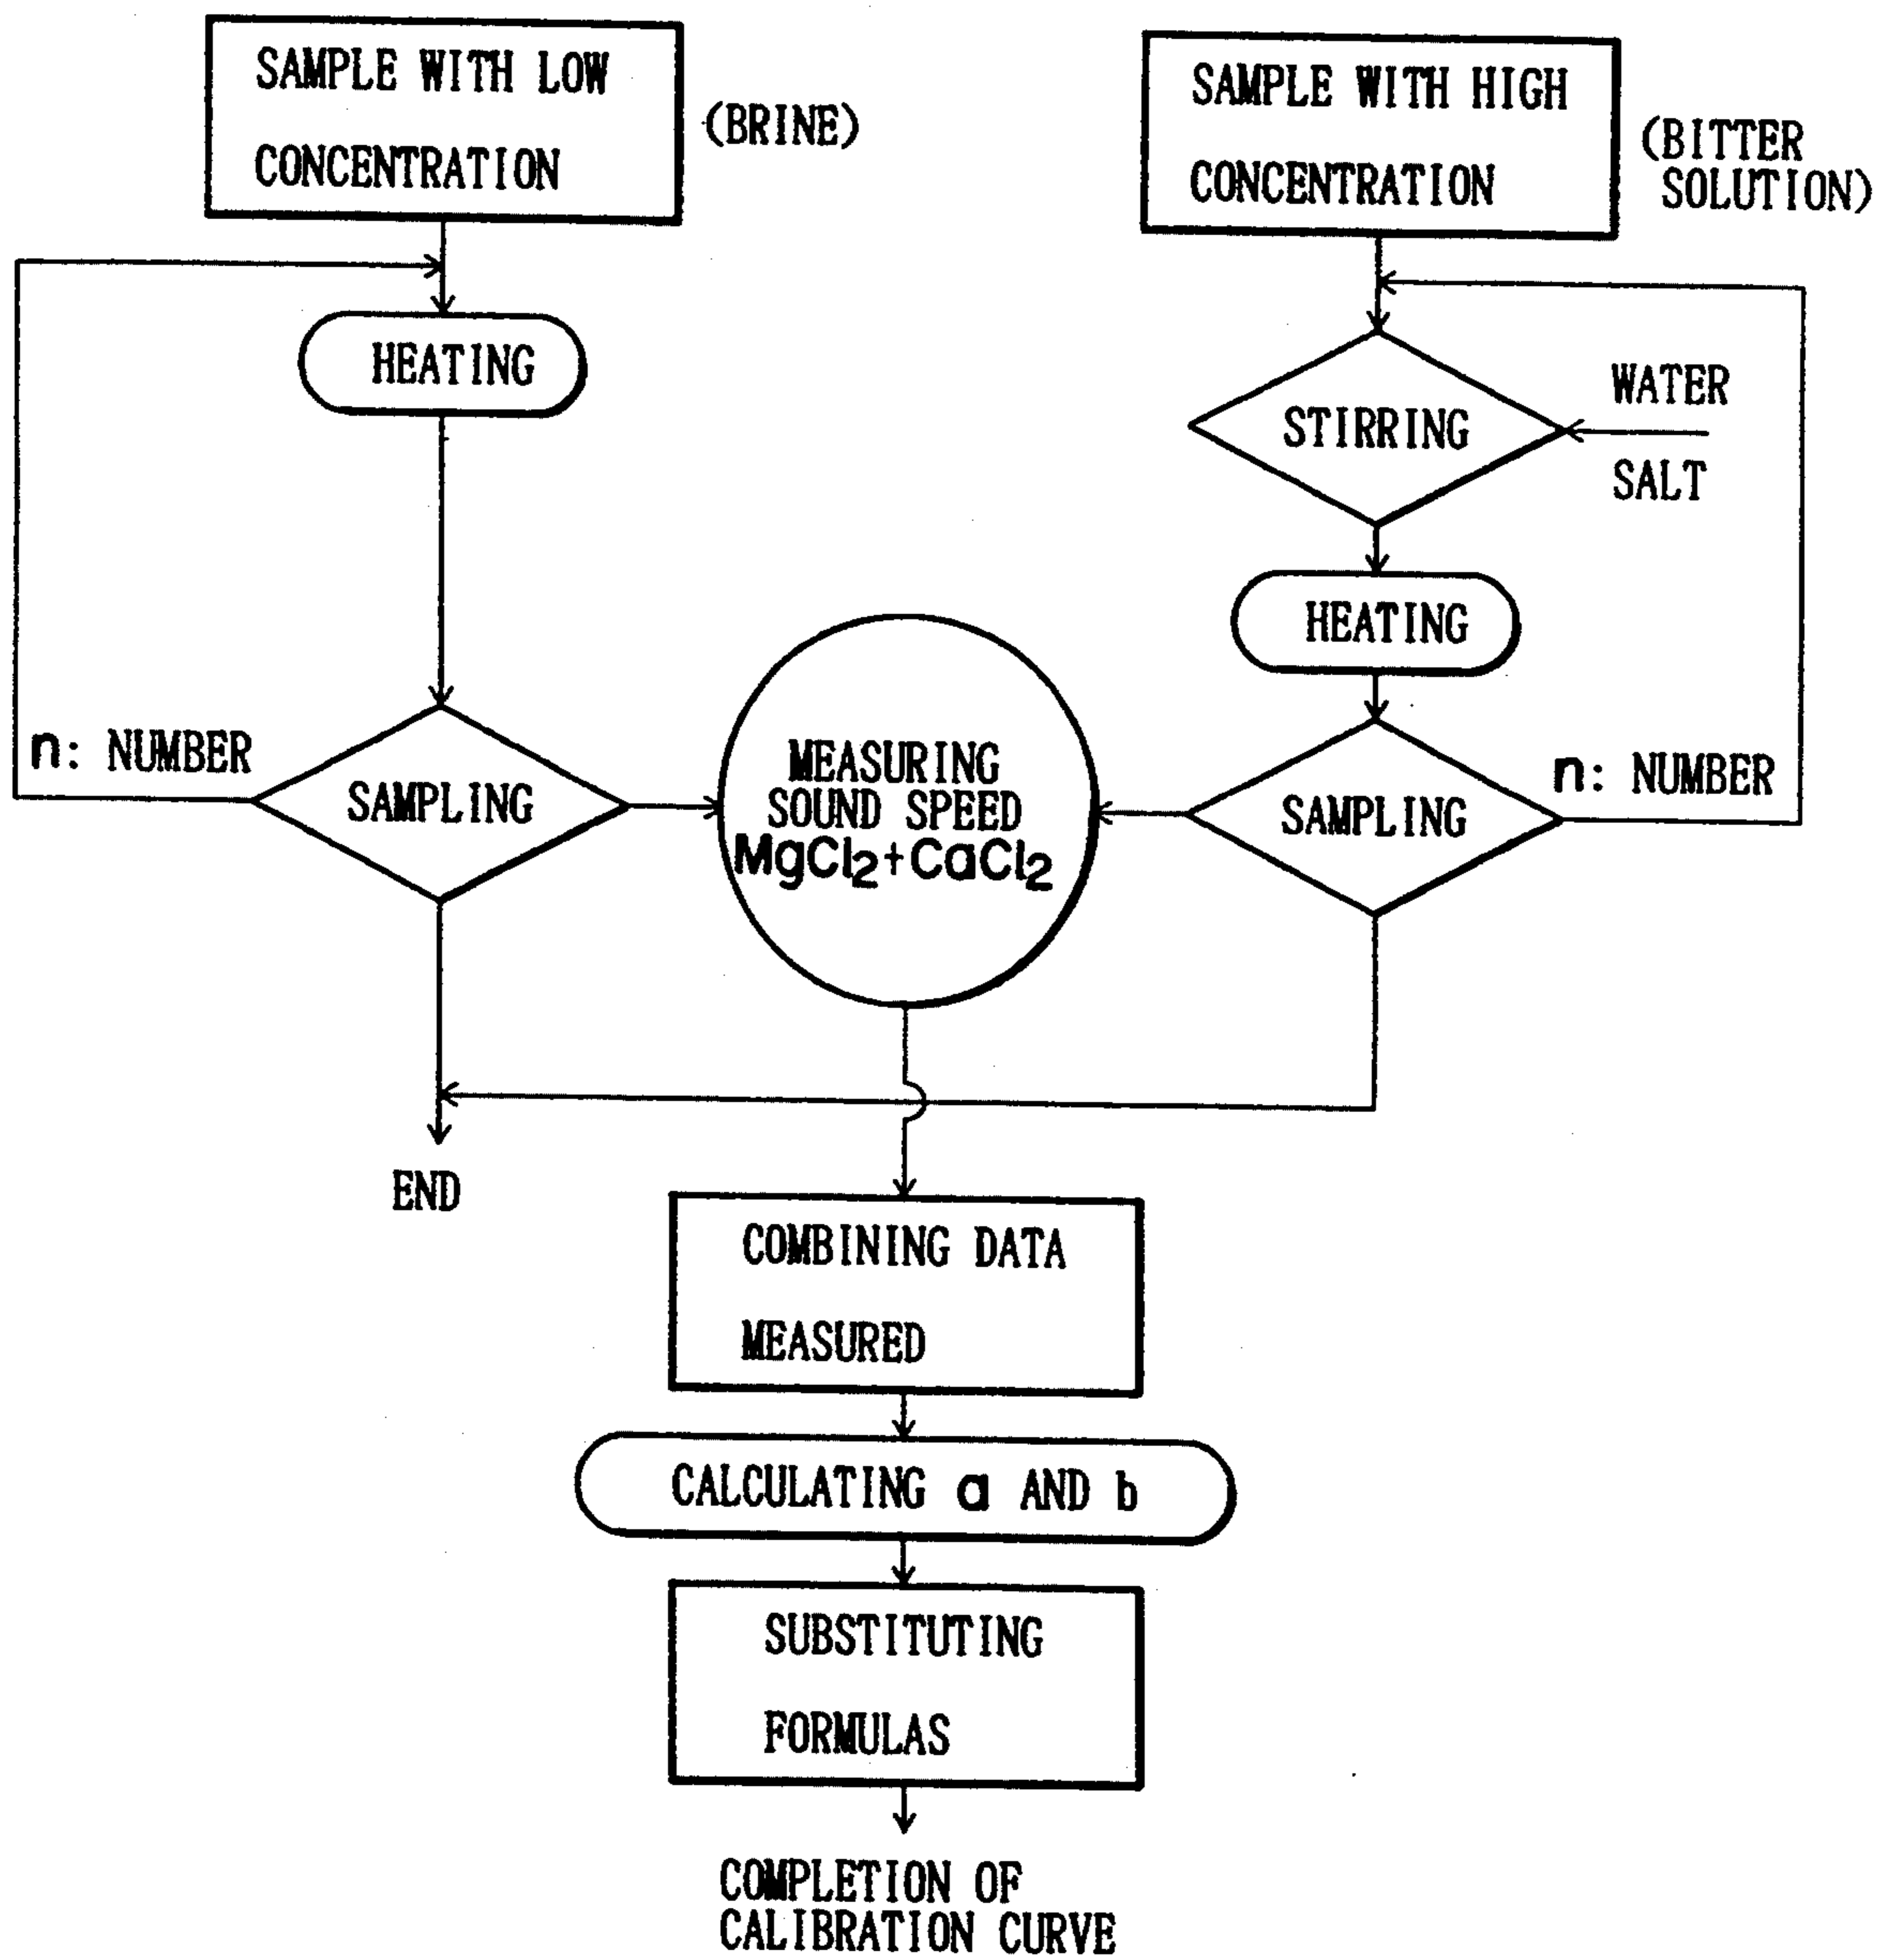 SAMPLE WITH LOW
CONCENTRATION
(BRINE)
SAMPLE WITH HIGH
CONCENTRATION
(BITTER
SOLUTION)
HEATING
STIRRING
WATER
SALT
HEATING
n: NUMBER
SAMPLING
MEASURING
SOUND SPEED
MgCl₂+CaCl₂
SAMPLING
n: NUMBER
END
COMBINING DATA
MEASURED
CALCULATING a AND b
SUBSTITUTING
FORMULAS
COMPLETION OF
CALIBRATION CURVE